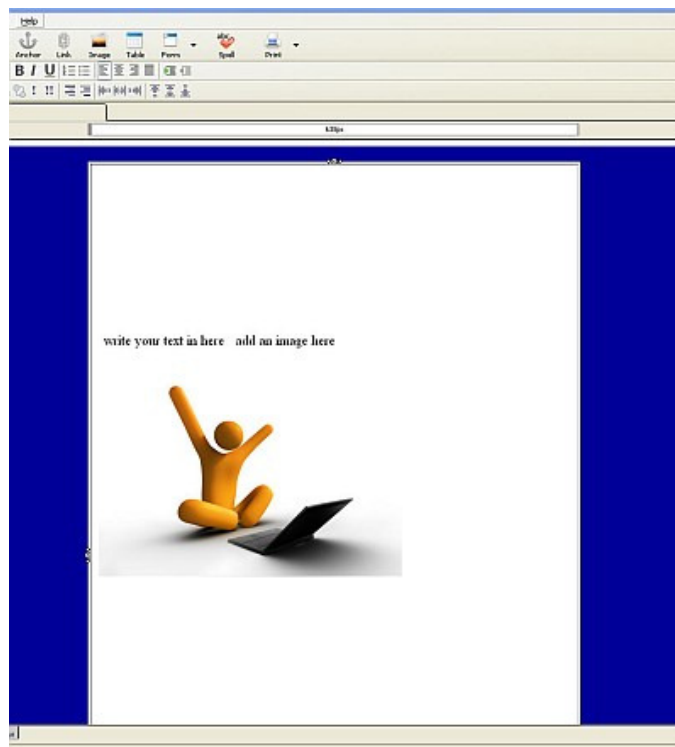 Help
Anchor Link Image Table Form Spell Print
B I U
write your text in here add an image here